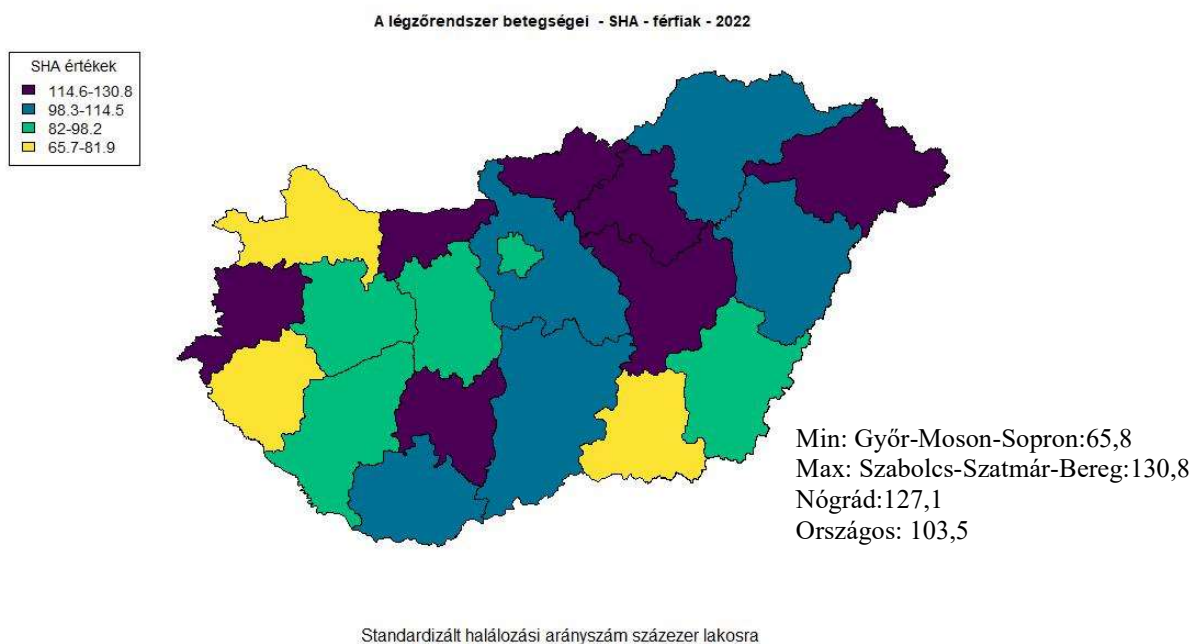 A légzőrendszer betegségei - SHA - férfiak - 2022
SHA értékek
114.6-130.8
98.3-114.5
82-98.2
65.7-81.9
Min: Győr-Moson-Sopron:65,8
Max: Szabolcs-Szatmár-Bereg:130,8
Nógrád:127,1
Országos: 103,5
Standardizált halálozási arányszám százezer lakosra